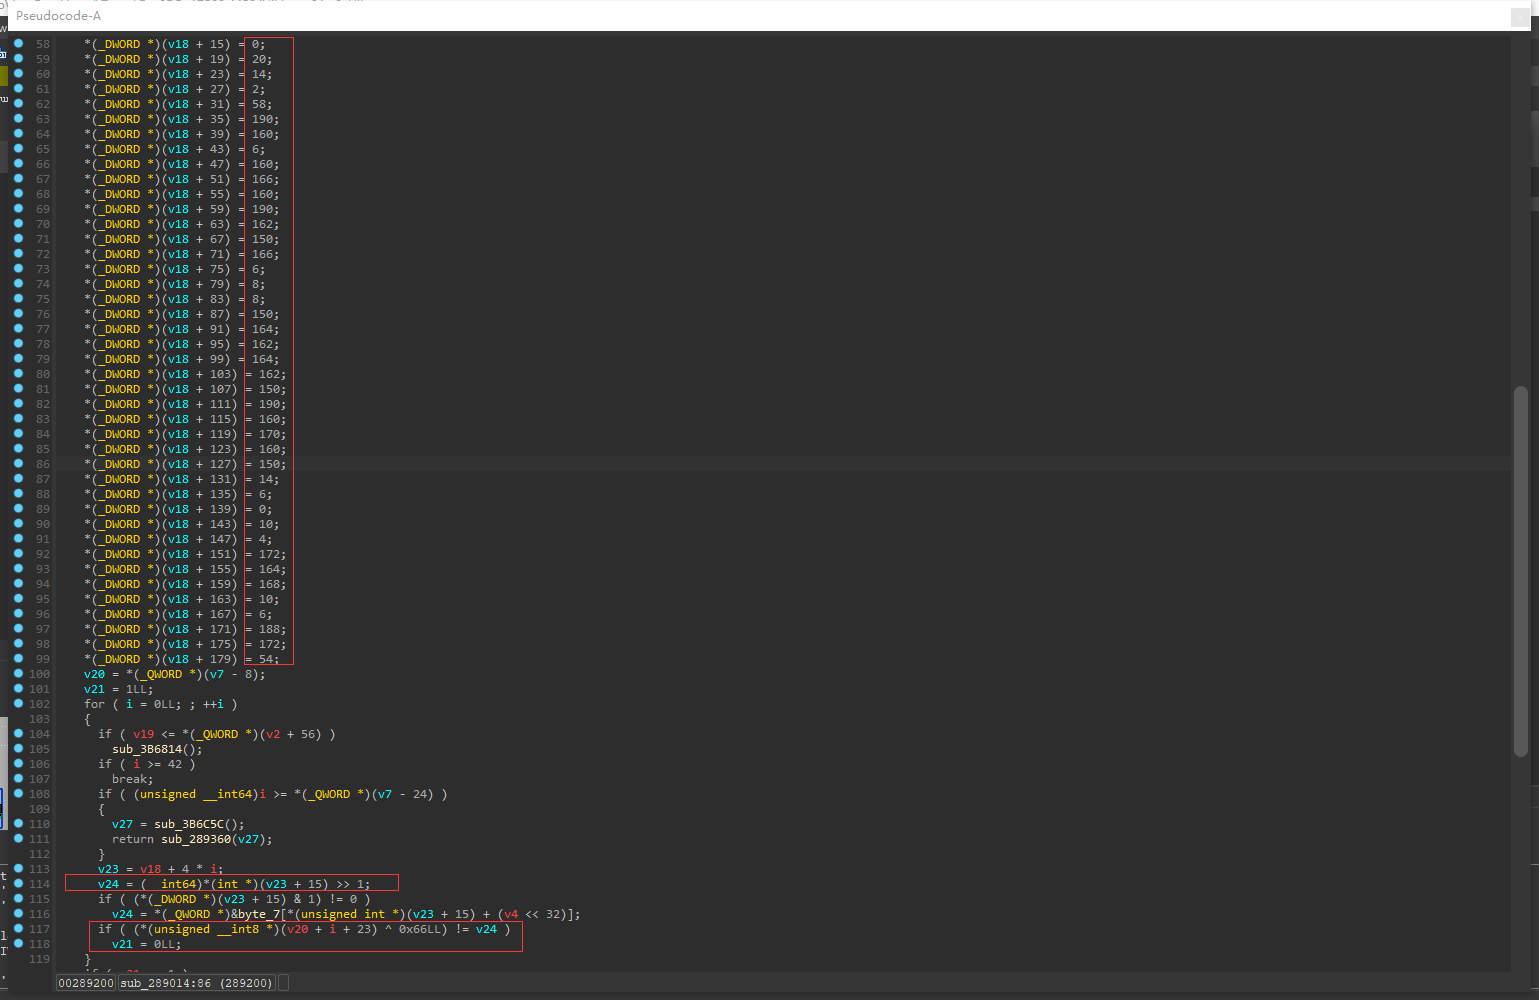 Pseudocode-A
58 *(_DWORD *)(v18 + 15) = 0;
59 *(_DWORD *)(v18 + 19) = 20;
60 *(_DWORD *)(v18 + 23) = 14;
61 *(_DWORD *)(v18 + 27) = 2;
62 *(_DWORD *)(v18 + 31) = 58;
63 *(_DWORD *)(v18 + 35) = 190;
64 *(_DWORD *)(v18 + 39) = 160;
65 *(_DWORD *)(v18 + 43) = 6;
66 *(_DWORD *)(v18 + 47) = 160;
67 *(_DWORD *)(v18 + 51) = 166;
68 *(_DWORD *)(v18 + 55) = 160;
69 *(_DWORD *)(v18 + 59) = 190;
70 *(_DWORD *)(v18 + 63) = 162;
71 *(_DWORD *)(v18 + 67) = 150;
72 *(_DWORD *)(v18 + 71) = 166;
73 *(_DWORD *)(v18 + 75) = 6;
74 *(_DWORD *)(v18 + 79) = 8;
75 *(_DWORD *)(v18 + 83) = 8;
76 *(_DWORD *)(v18 + 87) = 150;
77 *(_DWORD *)(v18 + 91) = 164;
78 *(_DWORD *)(v18 + 95) = 162;
79 *(_DWORD *)(v18 + 99) = 164;
80 *(_DWORD *)(v18 + 103) = 162;
81 *(_DWORD *)(v18 + 107) = 150;
82 *(_DWORD *)(v18 + 111) = 190;
83 *(_DWORD *)(v18 + 115) = 160;
84 *(_DWORD *)(v18 + 119) = 170;
85 *(_DWORD *)(v18 + 123) = 160;
86 *(_DWORD *)(v18 + 127) = 150;
87 *(_DWORD *)(v18 + 131) = 14;
88 *(_DWORD *)(v18 + 135) = 6;
89 *(_DWORD *)(v18 + 139) = 0;
90 *(_DWORD *)(v18 + 143) = 10;
91 *(_DWORD *)(v18 + 147) = 4;
92 *(_DWORD *)(v18 + 151) = 172;
93 *(_DWORD *)(v18 + 155) = 164;
94 *(_DWORD *)(v18 + 159) = 168;
95 *(_DWORD *)(v18 + 163) = 10;
96 *(_DWORD *)(v18 + 167) = 6;
97 *(_DWORD *)(v18 + 171) = 188;
98 *(_DWORD *)(v18 + 175) = 172;
99 *(_DWORD *)(v18 + 179) = 54;
100 v20 = *(_QWORD *)(v7 - 8);
101 v21 = 1LL;
102 for ( i = 0LL; ; ++i )
103 {
104 if ( v19 <= *(_QWORD *)(v2 + 56) )
105 sub_3B6814();
106 if ( i >= 42 )
107 break;
108 if ( (unsigned __int64)i >= *(_QWORD *)(v7 - 24) )
109 {
110 v27 = sub_3B6C5C();
111 return sub_289360(v27);
112 }
113 v23 = v18 + 4 * i;
114 v24 = (__int64)*(int *)(v23 + 15) >> 1;
115 if ( (*(_DWORD *)(v23 + 15) & 1) != 0 )
116 v24 = *(_QWORD *)&byte_7[*(unsigned int *)(v23 + 15) + (v4 << 32)];
117 if ( (*(unsigned __int8 *)(v20 + i + 23) ^ 0x66LL) != v24 )
118 v21 = 0LL;
119 }
00289200 sub_289014:86 (289200)